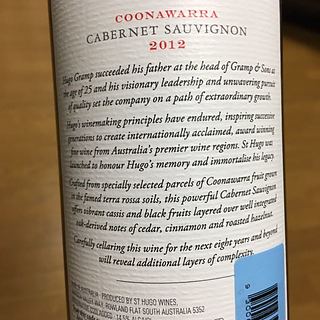 COONAWARRA
CABERNET SAUVIGNON
2012
Hugo Gramp succeeded his father at the head of Gramp & Sons at
the age of 25 and his visionary leadership and unwavering pursuit
of quality set the company on a path of extraordinary growth.
Hugo's winemaking principles have endured, inspiring successive
generations to create internationally acclaimed, award winning
fine wine from Australia's premier wine regions. St Hugo was
launched to honour Hugo's memory and immortalise his legacy.
Crafted from specially selected parcels of Coonawarra fruit grown
in the famed terra rossa soils, this powerful Cabernet Sauvignon
offers vibrant cassis and black fruits layered over well integrated
oak-derived notes of cedar, cinnamon and roasted hazelnut.
Carefully cellaring this wine for the next eight years and beyond
will reveal additional layers of complexity.
OF AUSTRALIA · PRODUCED BY ST HUGO WINES,
VALLEY WAY, ROWLAND FLAT SOUTH AUSTRALIA 5352
14.5%